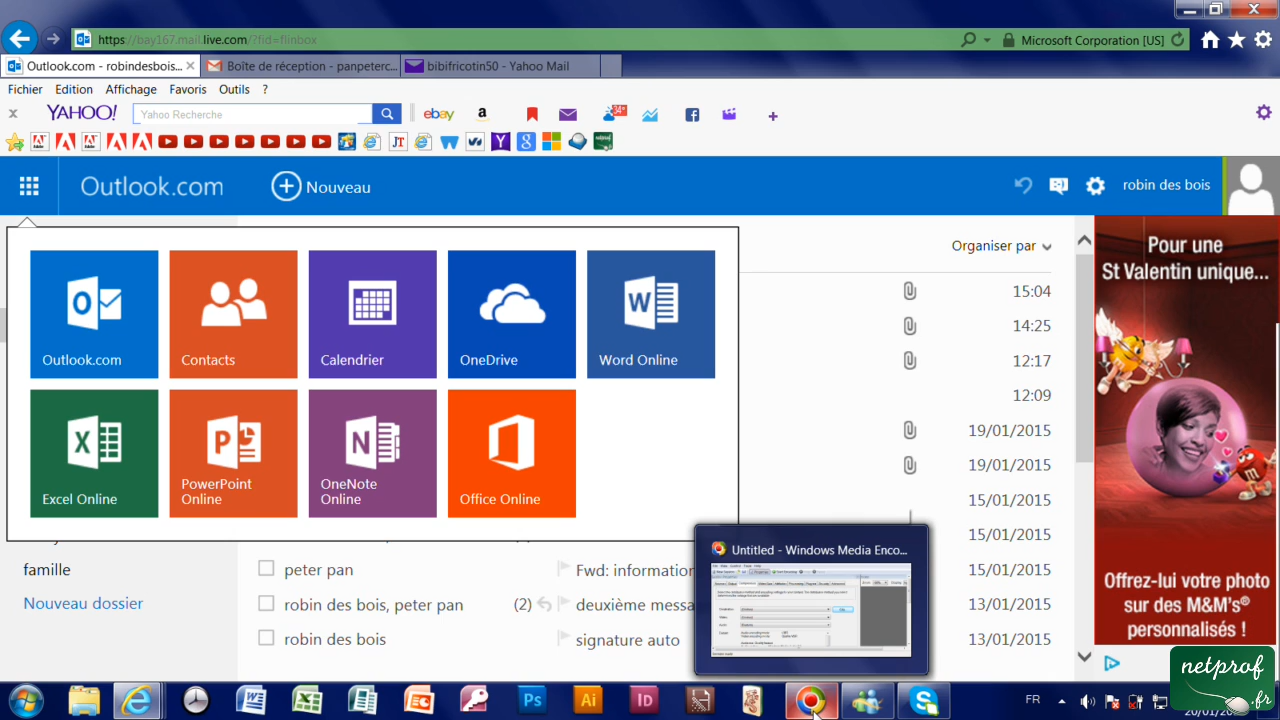 https://bay167.mail.live.com/?fid=flinbox
Microsoft Corporation [US]
Outlook.com - robindesbois...
Boîte de réception - panpeterc...
bibifricotin50 - Yahoo Mail
Fichier Edition Affichage Favoris Outils ?
YAHOO!
Yahoo Recherche
ebay
a
34°
JT
Y
g
Outlook.com
Nouveau
robin des bois
Organiser par
Outlook.com
Contacts
Calendrier
OneDrive
Word Online
Excel Online
PowerPoint
Online
OneNote
Online
Office Online
15:04
14:25
12:17
12:09
19/01/2015
19/01/2015
15/01/2015
15/01/2015
famille
peter pan
Fwd: information
15/01/2015
Nouveau dossier
robin des bois, peter pan
(2)
deuxième messa
13/01/2015
robin des bois
signature auto
13/01/2015
Untitled - Windows Media Enco...
Pour une
St Valentin unique...
Offrez-lui votre photo
sur des M&M's®
personnalisés !
Ps
Ai
Id
FR
netprof
.fr